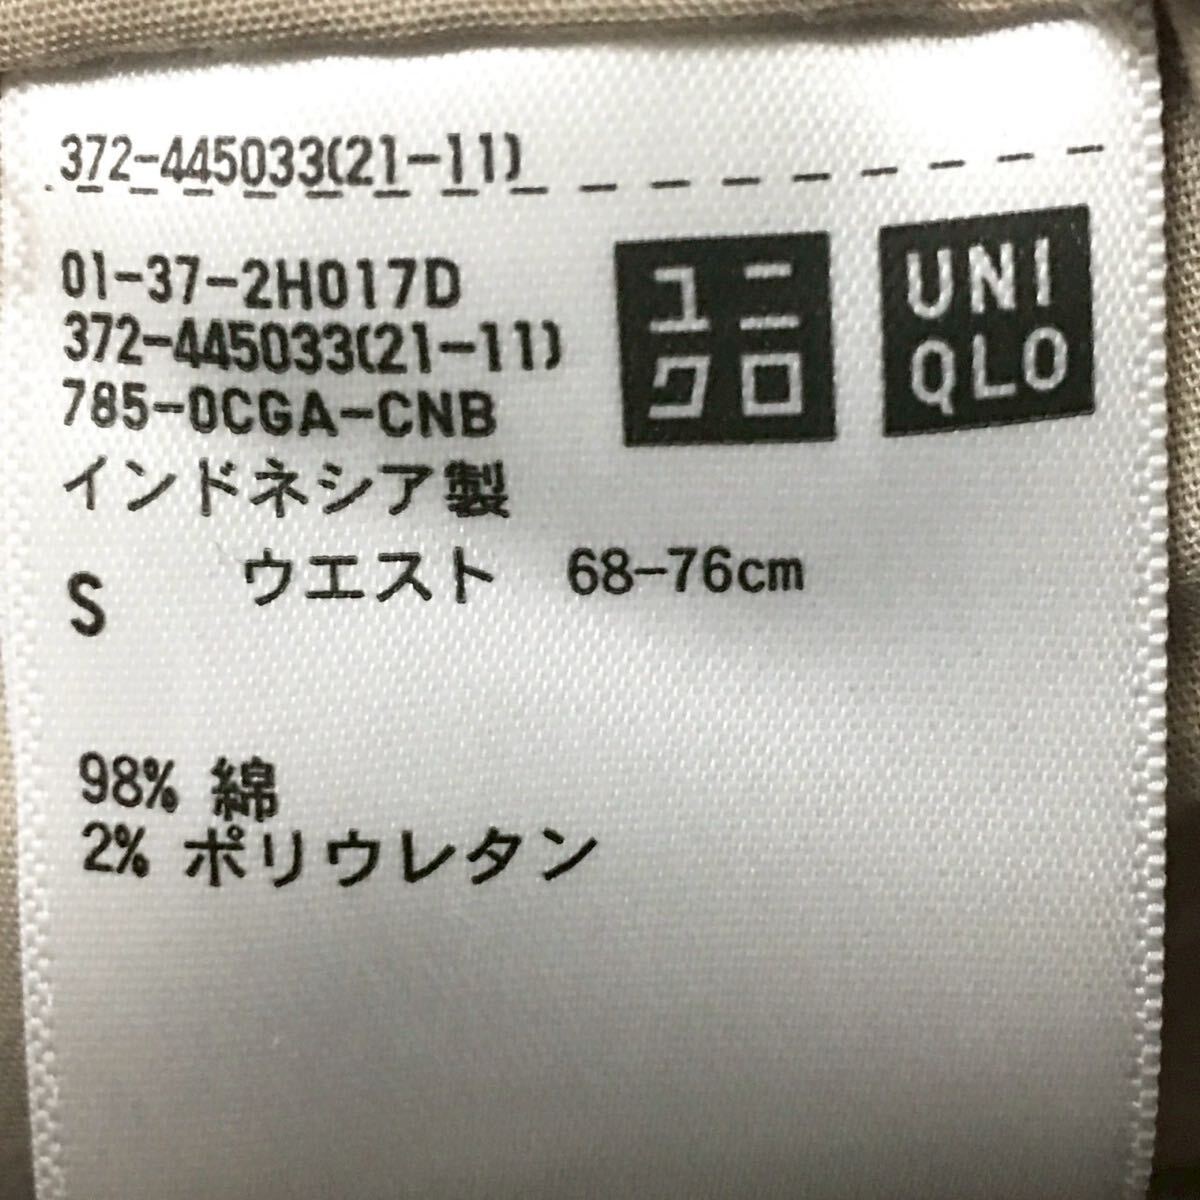 372-445033(21-11)
01-37-2H017D
372-445033(21-11)
785-0CGA-CNB
インドネシア製
ユニ
クロ
UNI
QLO
S ウエスト 68-76cm
98% 綿
2% ポリウレタン